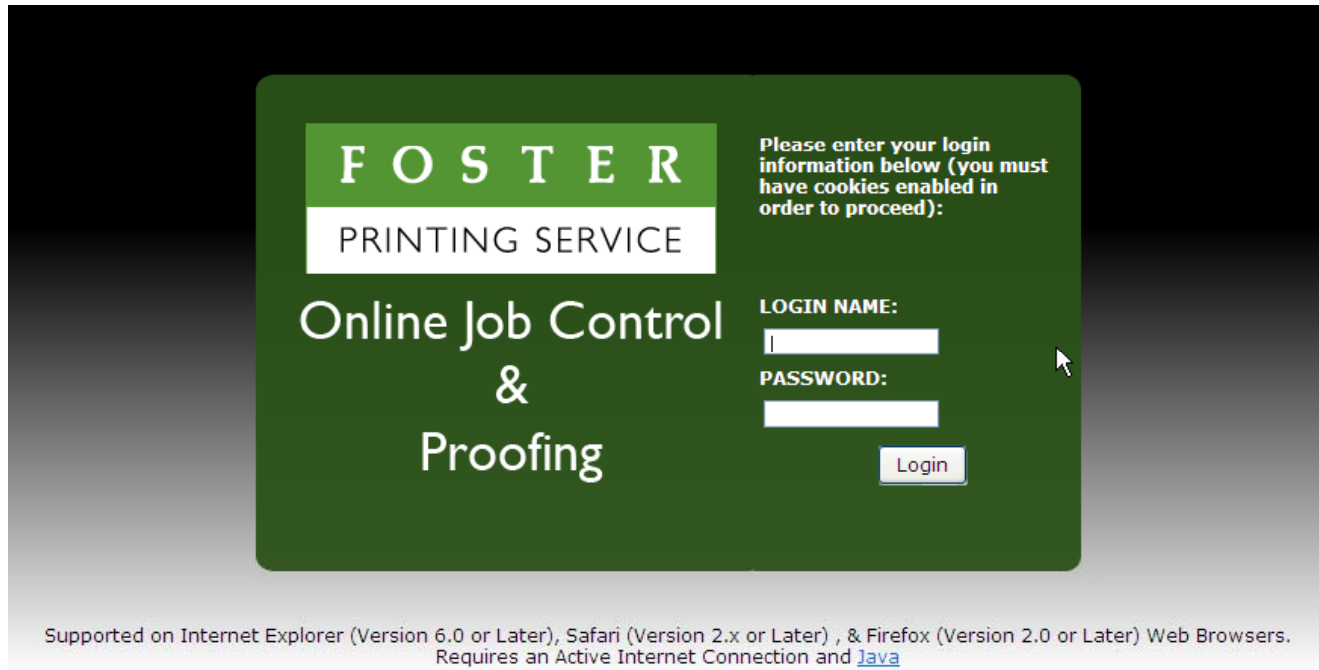 FOSTER
PRINTING SERVICE
Online Job Control
&
Proofing
Please enter your login
information below (you must
have cookies enabled in
order to proceed):
LOGIN NAME:
PASSWORD:
Login
Supported on Internet Explorer (Version 6.0 or Later), Safari (Version 2.x or Later) , & Firefox (Version 2.0 or Later) Web Browsers.
Requires an Active Internet Connection and Java